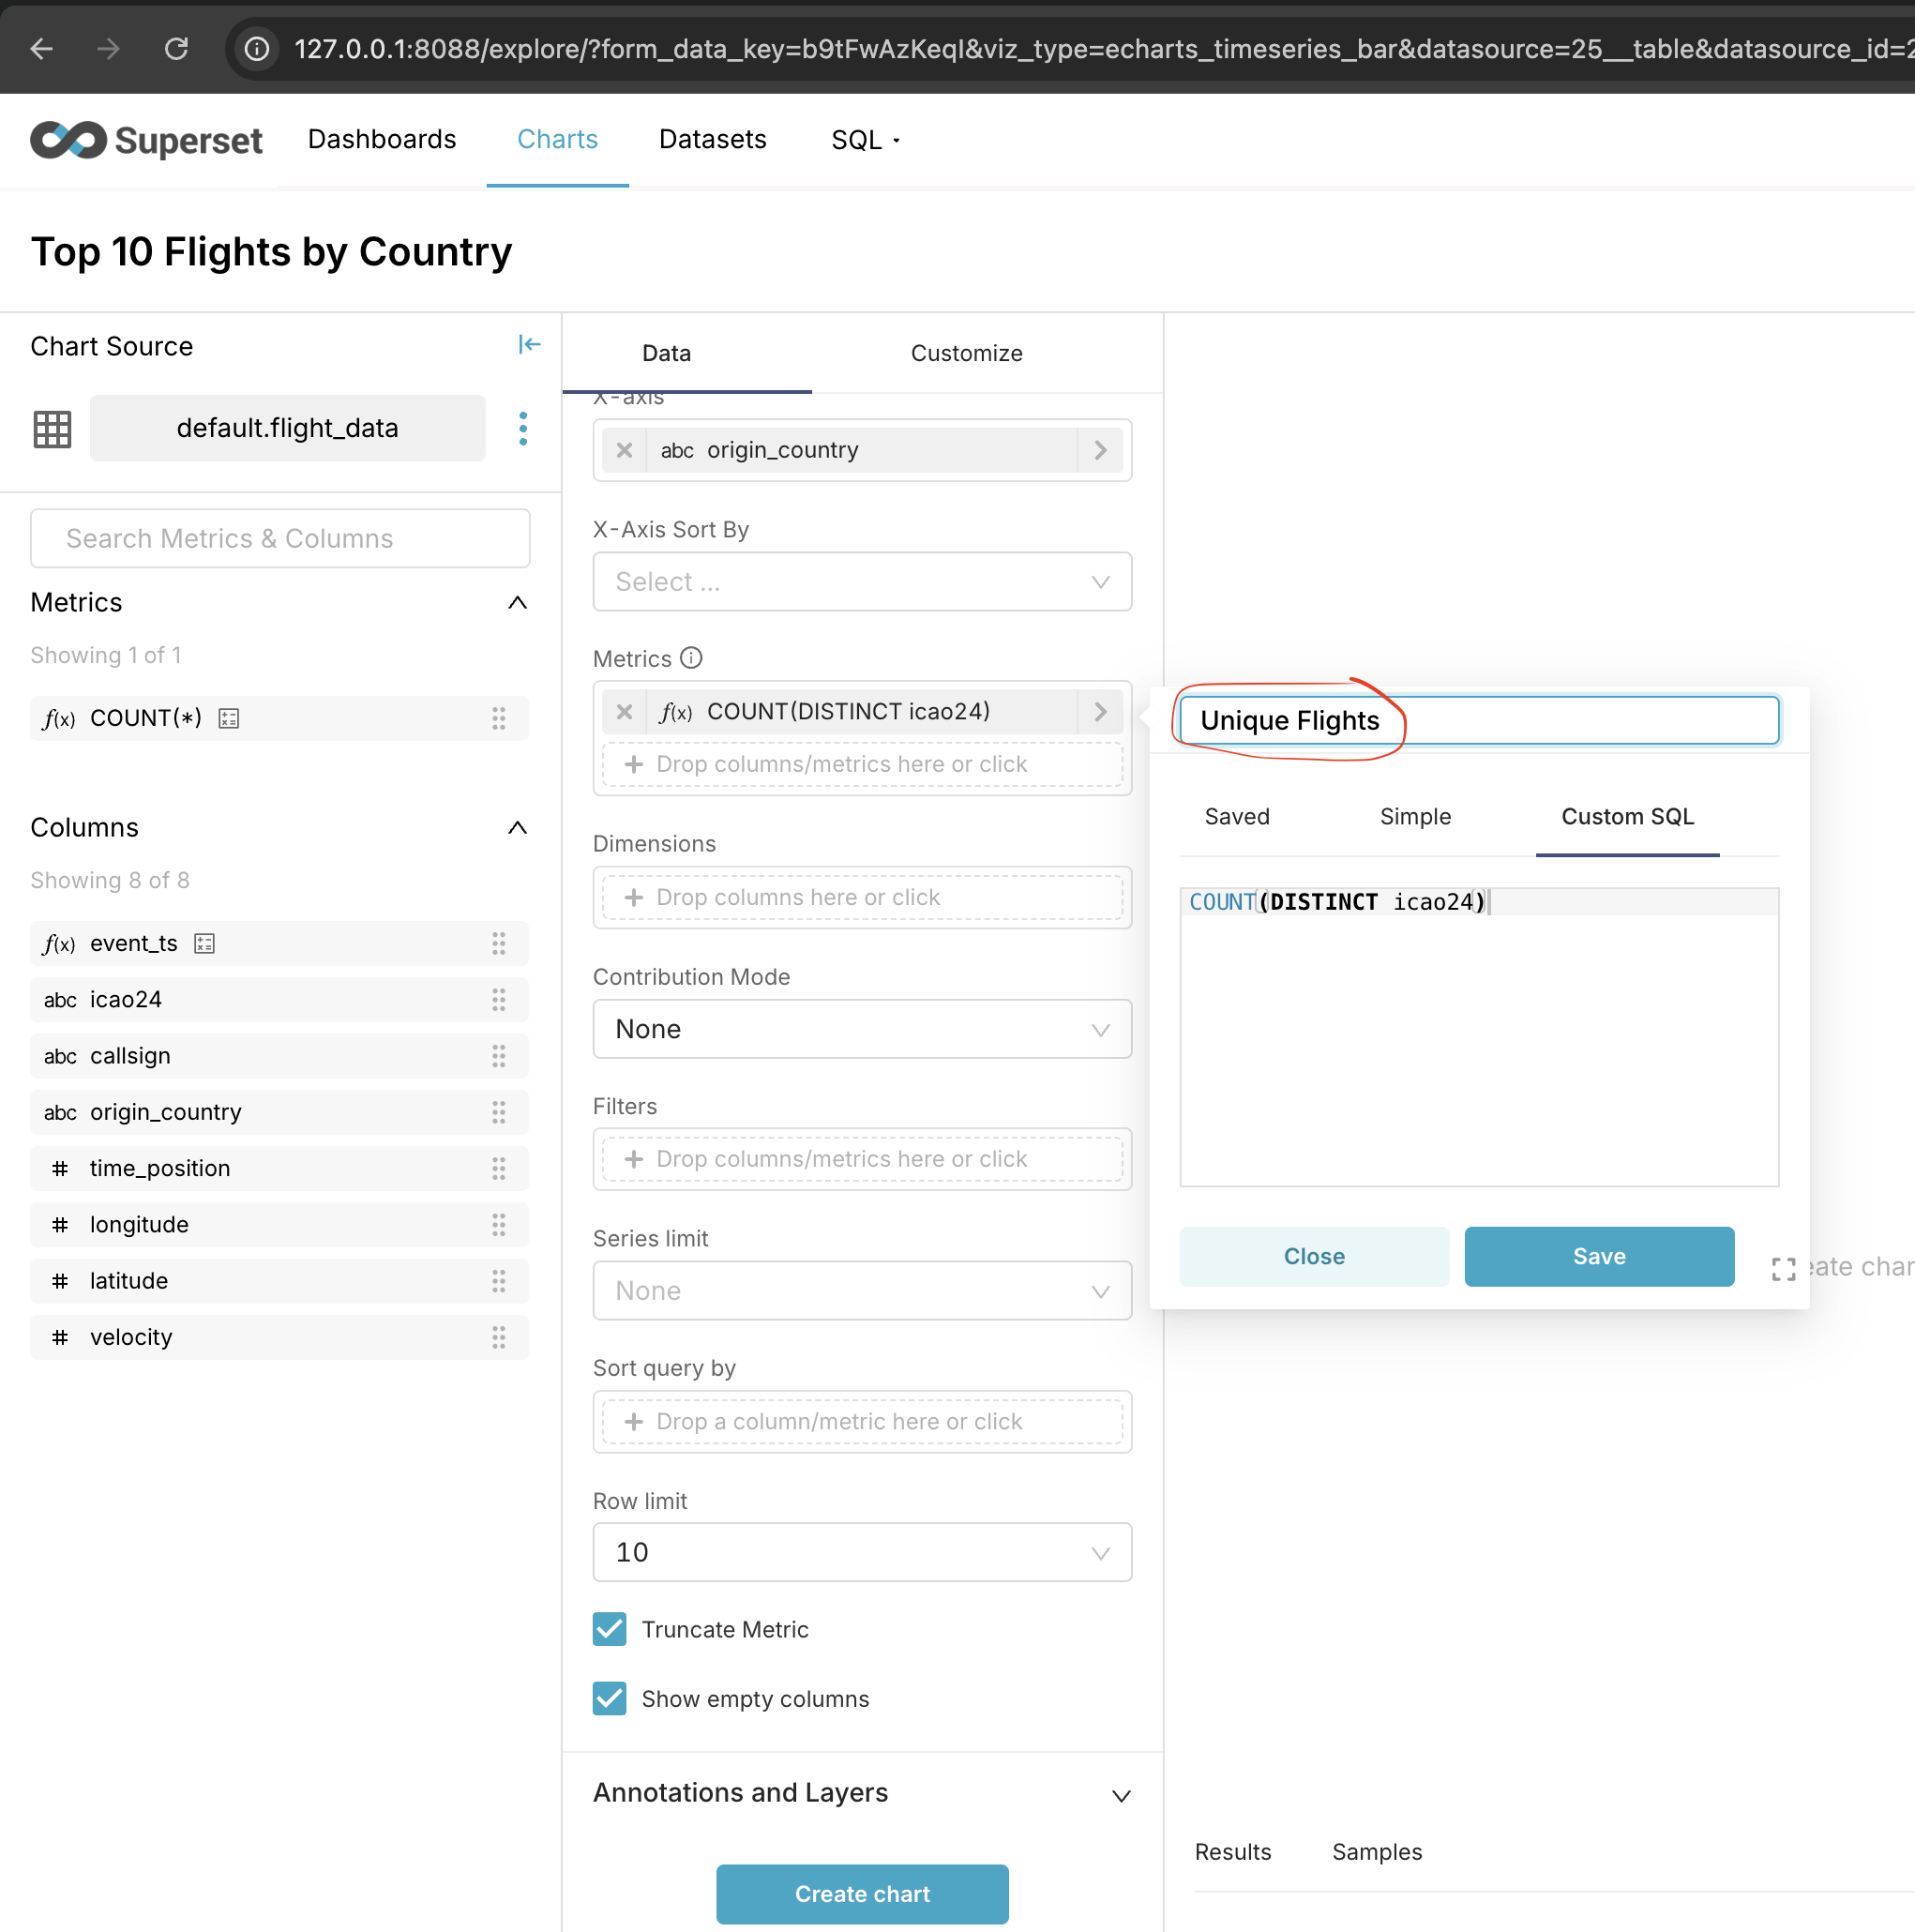 127.0.0.1:8088/explore/?form_data_key=b9tFwAzKeqI&viz_type=echarts_timeseries_bar&datasource=25__table&datasource_id=2
Superset Dashboards Charts Datasets SQL
Top 10 Flights by Country
Chart Source
default.flight_data
Search Metrics & Columns
Metrics
Showing 1 of 1
f(x) COUNT(*)
Columns
Showing 8 of 8
f(x) event_ts
abc icao24
abc callsign
abc origin_country
# time_position
# longitude
# latitude
# velocity
Data Customize
X-axis
abc origin_country
X-Axis Sort By
Select ...
Metrics
f(x) COUNT(DISTINCT icao24)
+ Drop columns/metrics here or click
Dimensions
+ Drop columns here or click
Contribution Mode
None
Filters
+ Drop columns/metrics here or click
Series limit
None
Sort query by
+ Drop a column/metric here or click
Row limit
10
Truncate Metric
Show empty columns
Annotations and Layers
Create chart
Unique Flights
Saved Simple Custom SQL
COUNT(DISTINCT icao24)
Close Save
eate char
Results Samples